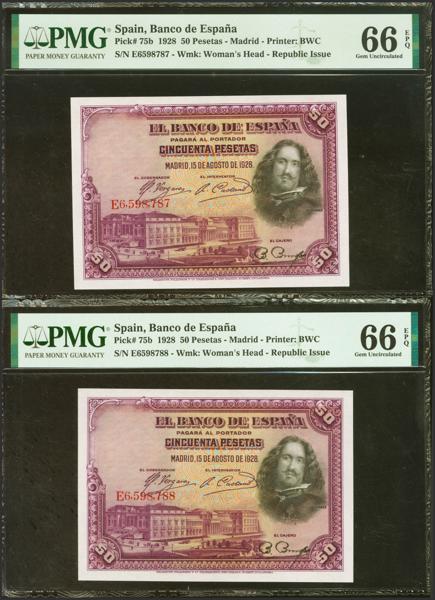 PMG
PAPER MONEY GUARANTY
Spain, Banco de España
Pick# 75b 1928 50 Pesetas - Madrid - Printer: BWC
S/N E6598787 - Wmk: Woman's Head - Republic Issue
66 EPQ
Gem Uncirculated
50
EL BANCO DE ESPAÑA
PAGARÁ AL PORTADOR
CINCUENTA PESETAS
MADRID, 15 DE AGOSTO DE 1928.
EL GOBERNADOR
EL INTERVENTOR
E6,598,787
EL CAJERO
50
50
PMG
PAPER MONEY GUARANTY
Spain, Banco de España
Pick# 75b 1928 50 Pesetas - Madrid - Printer: BWC
S/N E6598788 - Wmk: Woman's Head - Republic Issue
66 EPQ
Gem Uncirculated
50
EL BANCO DE ESPAÑA
PAGARÁ AL PORTADOR
CINCUENTA PESETAS
MADRID, 15 DE AGOSTO DE 1928.
EL GOBERNADOR
EL INTERVENTOR
E6,598,788
EL CAJERO
50
50